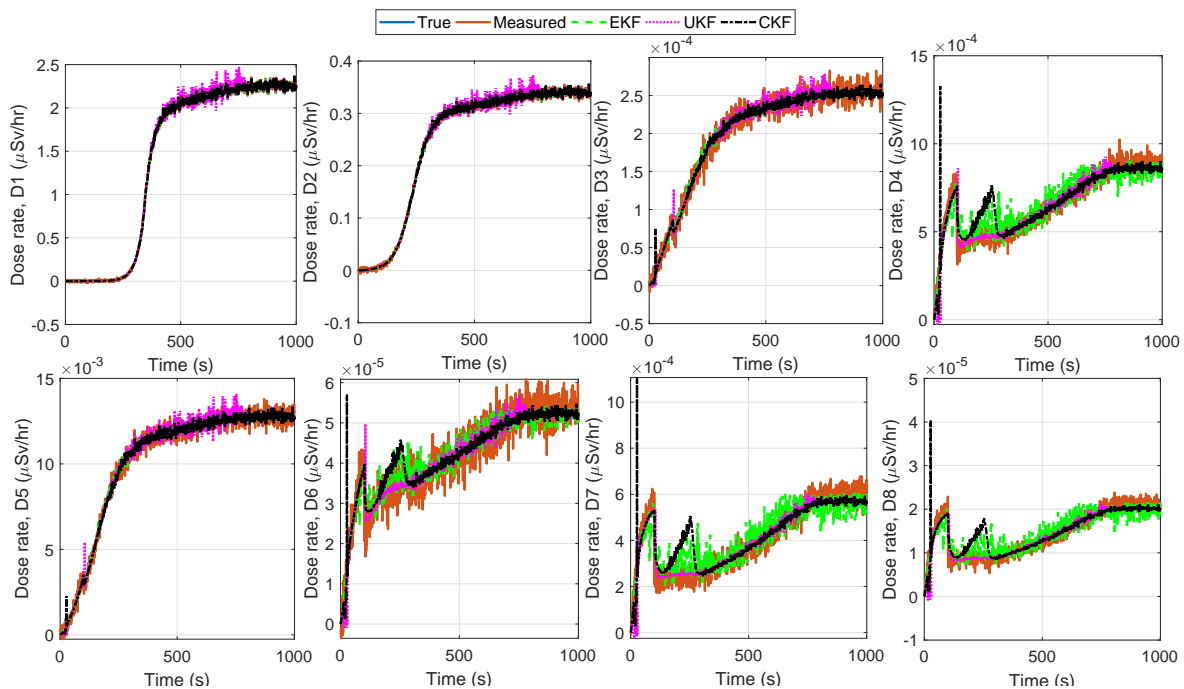 True Measured EKF UKF CKF
Dose rate, D1 (μSv/hr)
2.5
2
1.5
1
0.5
0
-0.5
0 500 1000
Time (s)
Dose rate, D2 (μSv/hr)
0.4
0.3
0.2
0.1
0
-0.1
0 500 1000
Time (s)
×10-4
Dose rate, D3 (μSv/hr)
3
2.5
2
1.5
1
0.5
0
-0.5
0 500 1000
Time (s)
×10-4
Dose rate, D4 (μSv/hr)
15
10
5
0
0 500 1000
Time (s)
×10-3
Dose rate, D5 (μSv/hr)
15
10
5
0
0 500 1000
Time (s)
×10-5
Dose rate, D6 (μSv/hr)
6
5
4
3
2
1
0
0 500 1000
Time (s)
×10-4
Dose rate, D7 (μSv/hr)
10
8
6
4
2
0
0 500 1000
Time (s)
×10-5
Dose rate, D8 (μSv/hr)
5
4
3
2
1
0
-1
0 500 1000
Time (s)